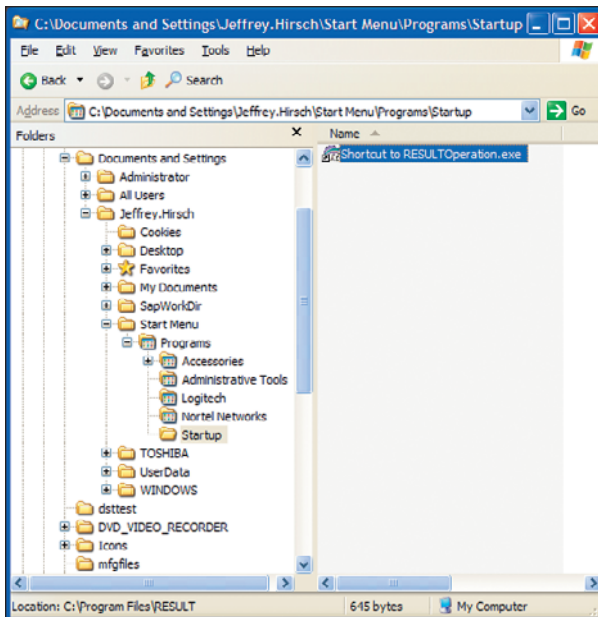 C:\Documents and Settings\Jeffrey.Hirsch\Start Menu\Programs\Startup
File Edit View Favorites Tools Help
Back Search
Address C:\Documents and Settings\Jeffrey.Hirsch\Start Menu\Programs\Startup Go
Folders X Name
Documents and Settings
Shortcut to RESULTOperation.exe
Administrator
All Users
Jeffrey.Hirsch
Cookies
Desktop
Favorites
My Documents
SapWorkDir
Start Menu
Programs
Accessories
Administrative Tools
Logitech
Nortel Networks
Startup
TOSHIBA
UserData
WINDOWS
dsttest
DVD_VIDEO_RECORDER
Icons
mfgfiles
Location: C:\Program Files\RESULT 645 bytes My Computer